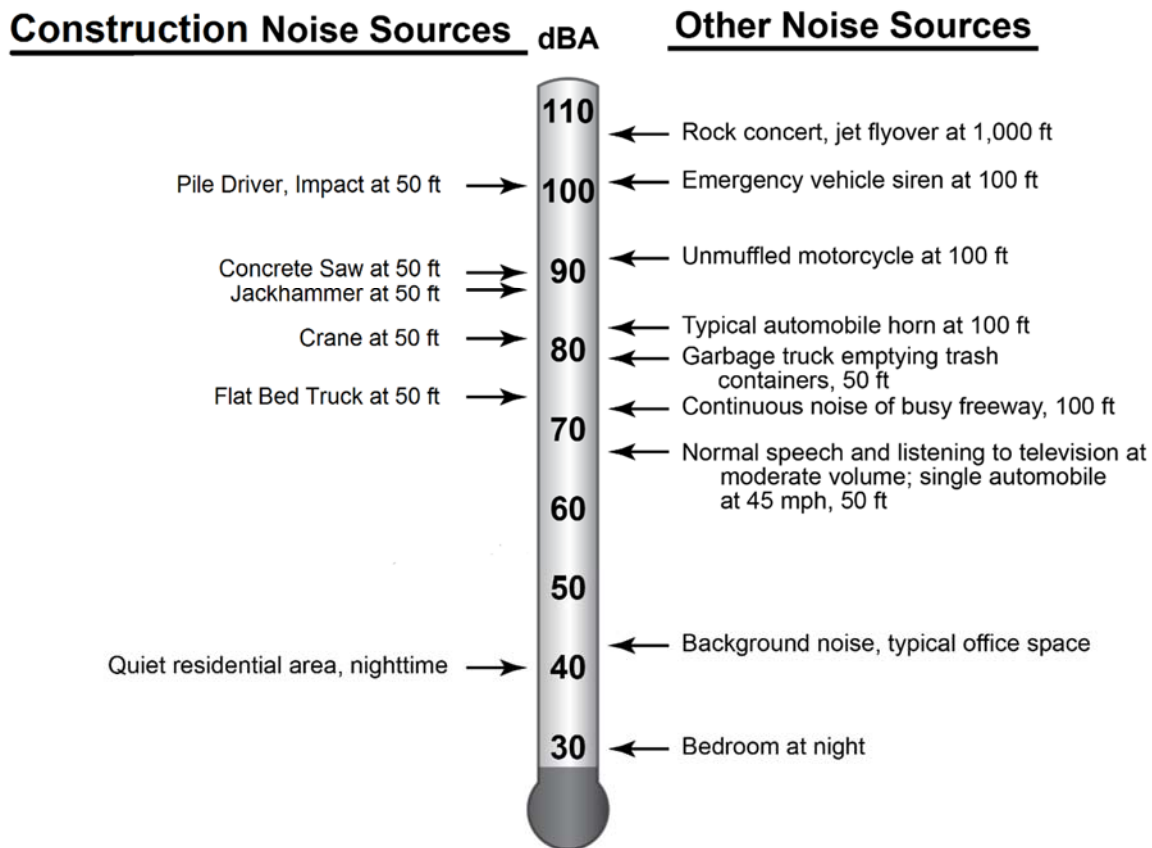 Construction Noise Sources
dBA
Other Noise Sources
110
Rock concert, jet flyover at 1,000 ft
Pile Driver, Impact at 50 ft
100
Emergency vehicle siren at 100 ft
Unmuffled motorcycle at 100 ft
Concrete Saw at 50 ft
90
Jackhammer at 50 ft
Typical automobile horn at 100 ft
Crane at 50 ft
80
Garbage truck emptying trash
containers, 50 ft
Flat Bed Truck at 50 ft
Continuous noise of busy freeway, 100 ft
70
Normal speech and listening to television at
moderate volume; single automobile
at 45 mph, 50 ft
60
50
Background noise, typical office space
Quiet residential area, nighttime
40
30
Bedroom at night